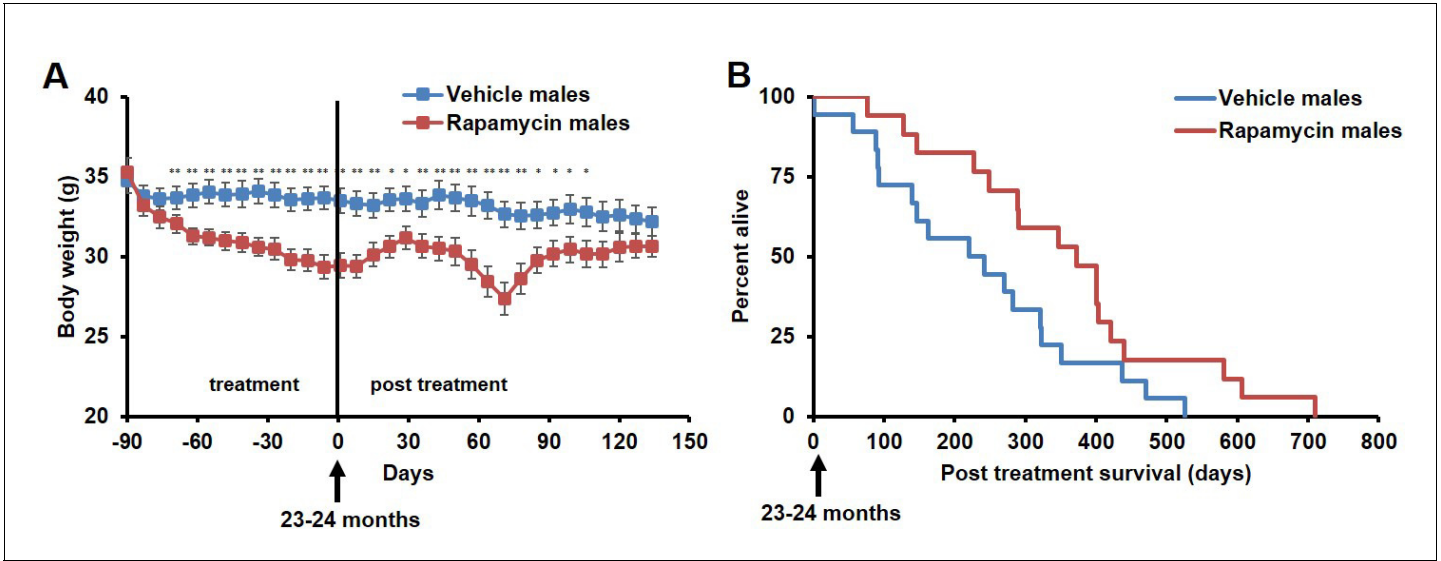 A
Vehicle males
Rapamycin males
40
35
30
25
20
Body weight (g)
** ** ** ** ** ** ** ** ** ** * ** ** * * ** ** ** ** ** ** * * * *
treatment
post treatment
-90 -60 -30 0 30 60 90 120 150
Days
23-24 months
B
Vehicle males
Rapamycin males
100
75
50
25
0
Percent alive
0 100 200 300 400 500 600 700 800
Post treatment survival (days)
23-24 months